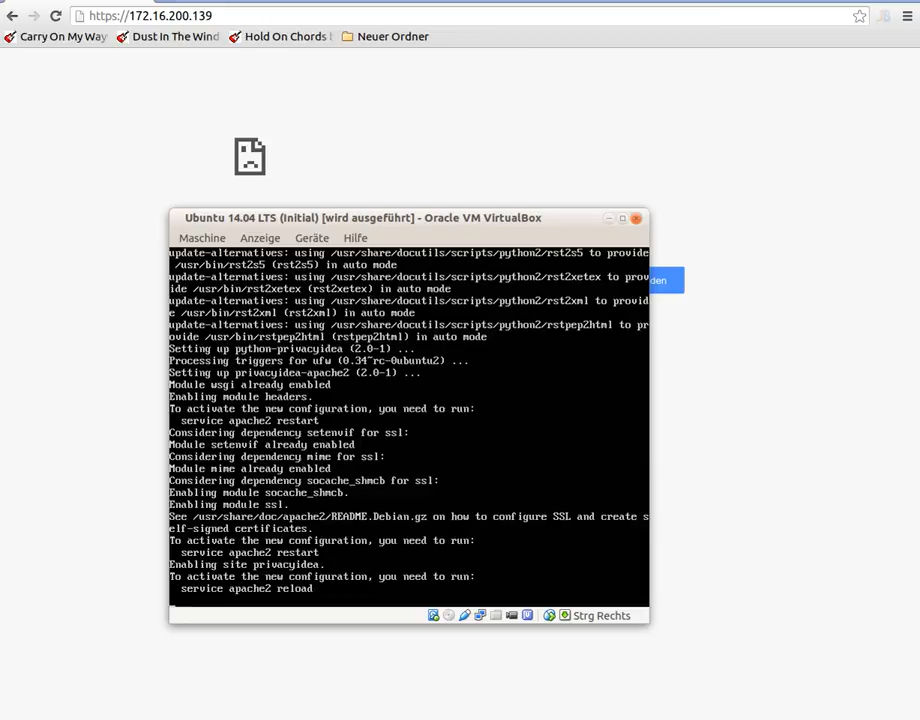 https://172.16.200.139
Carry On My Way Dust In The Wind Hold On Chords Neuer Ordner
Ubuntu 14.04 LTS (Initial) [wird ausgeführt] - Oracle VM VirtualBox
Maschine Anzeige Geräte Hilfe
update-alternatives: using /usr/share/docutils/scripts/python2/rst2s5 to provide
/usr/bin/rst2s5 (rst2s5) in auto mode
update-alternatives: using /usr/share/docutils/scripts/python2/rst2xetex to prov
ide /usr/bin/rst2xetex (rst2xetex) in auto mode
update-alternatives: using /usr/share/docutils/scripts/python2/rst2xml to provid
e /usr/bin/rst2xml (rst2xml) in auto mode
update-alternatives: using /usr/share/docutils/scripts/python2/rstpep2html to pr
ovide /usr/bin/rstpep2html (rstpep2html) in auto mode
Setting up python-privacyidea (2.0-1) ...
Processing triggers for ufw (0.34~rc-0ubuntu2) ...
Setting up privacyidea-apache2 (2.0-1) ...
Module wsgi already enabled
Enabling module headers.
To activate the new configuration, you need to run:
service apache2 restart
Considering dependency setenvif for ssl:
Module setenvif already enabled
Considering dependency mime for ssl:
Module mime already enabled
Considering dependency socache_shmcb for ssl:
Enabling module socache_shmcb.
Enabling module ssl.
See /usr/share/doc/apache2/README.Debian.gz on how to configure SSL and create s
elf-signed certificates.
To activate the new configuration, you need to run:
service apache2 restart
Enabling site privacyidea.
To activate the new configuration, you need to run:
service apache2 reload
den
Strg Rechts